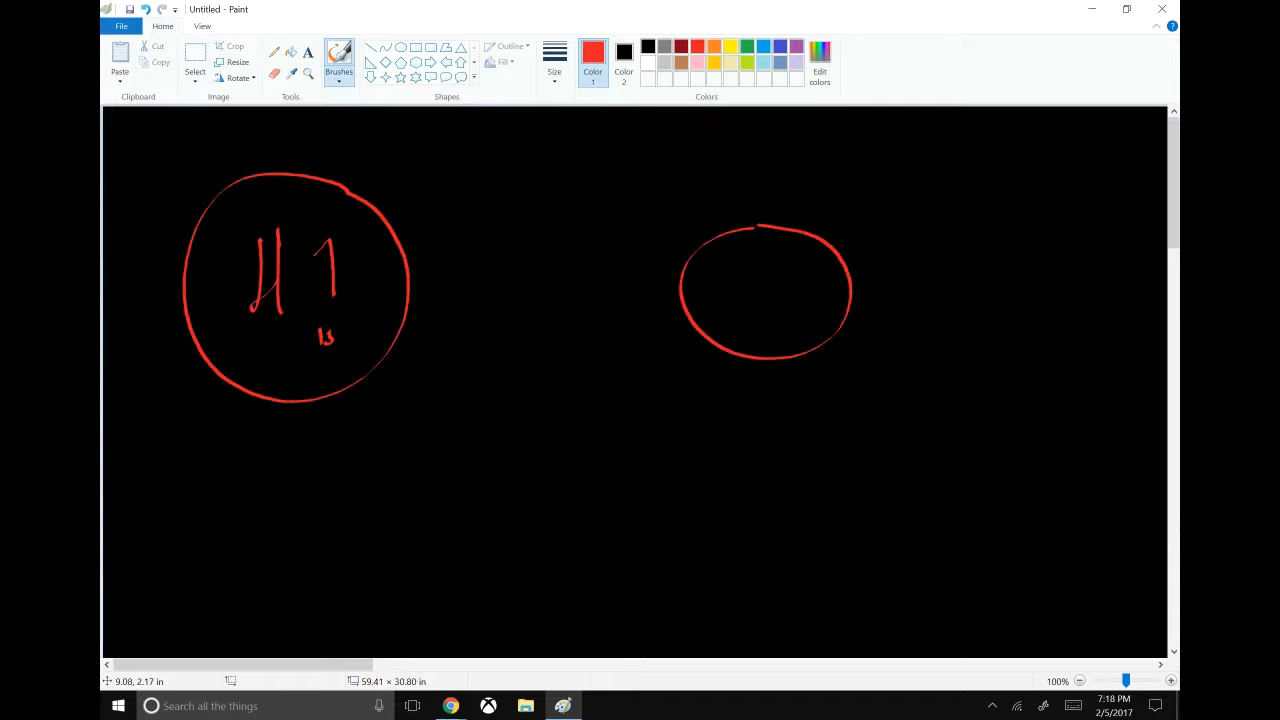 Untitled - Paint
File Home View
Paste Cut Copy Select Crop Resize Rotate Brushes Outline Fill Size Color 1 Color 2 Edit colors
Clipboard Image Tools Shapes Colors
1
9.08, 2.17 in 59.41 × 30.80 in 100%
Search all the things 7:18 PM
2/5/2017